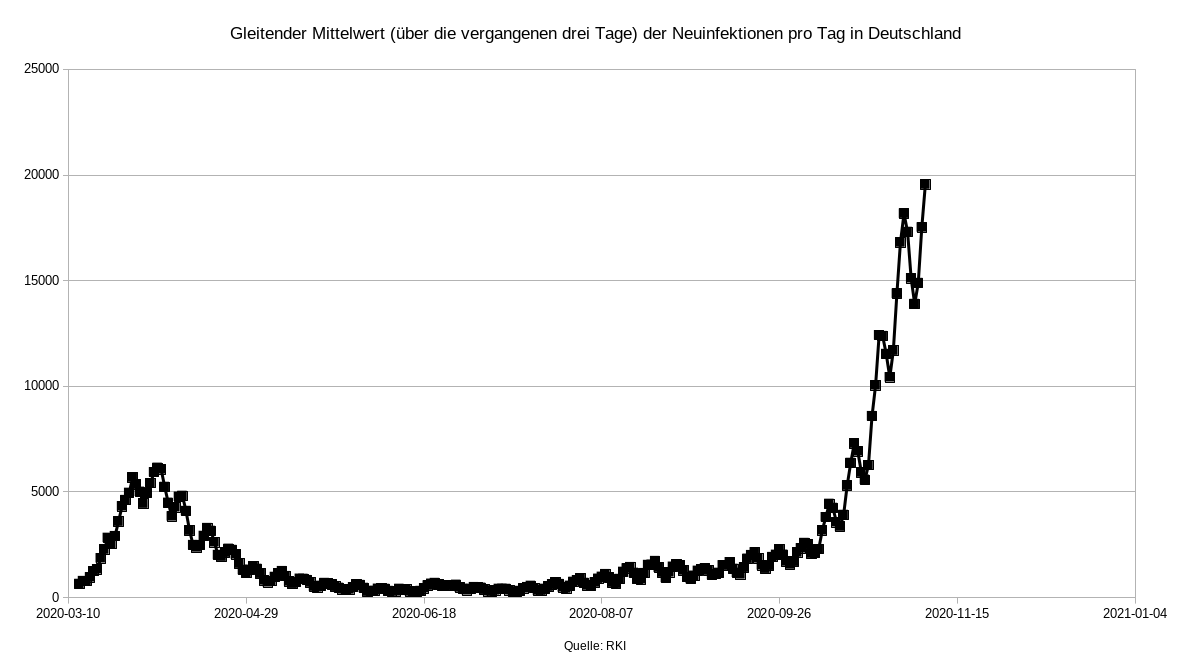 Gleitender Mittelwert (über die vergangenen drei Tage) der Neuinfektionen pro Tag in Deutschland
25000
20000
15000
10000
5000
0
2020-03-10 2020-04-29 2020-06-18 2020-08-07 2020-09-26 2020-11-15 2021-01-04
Quelle: RKI